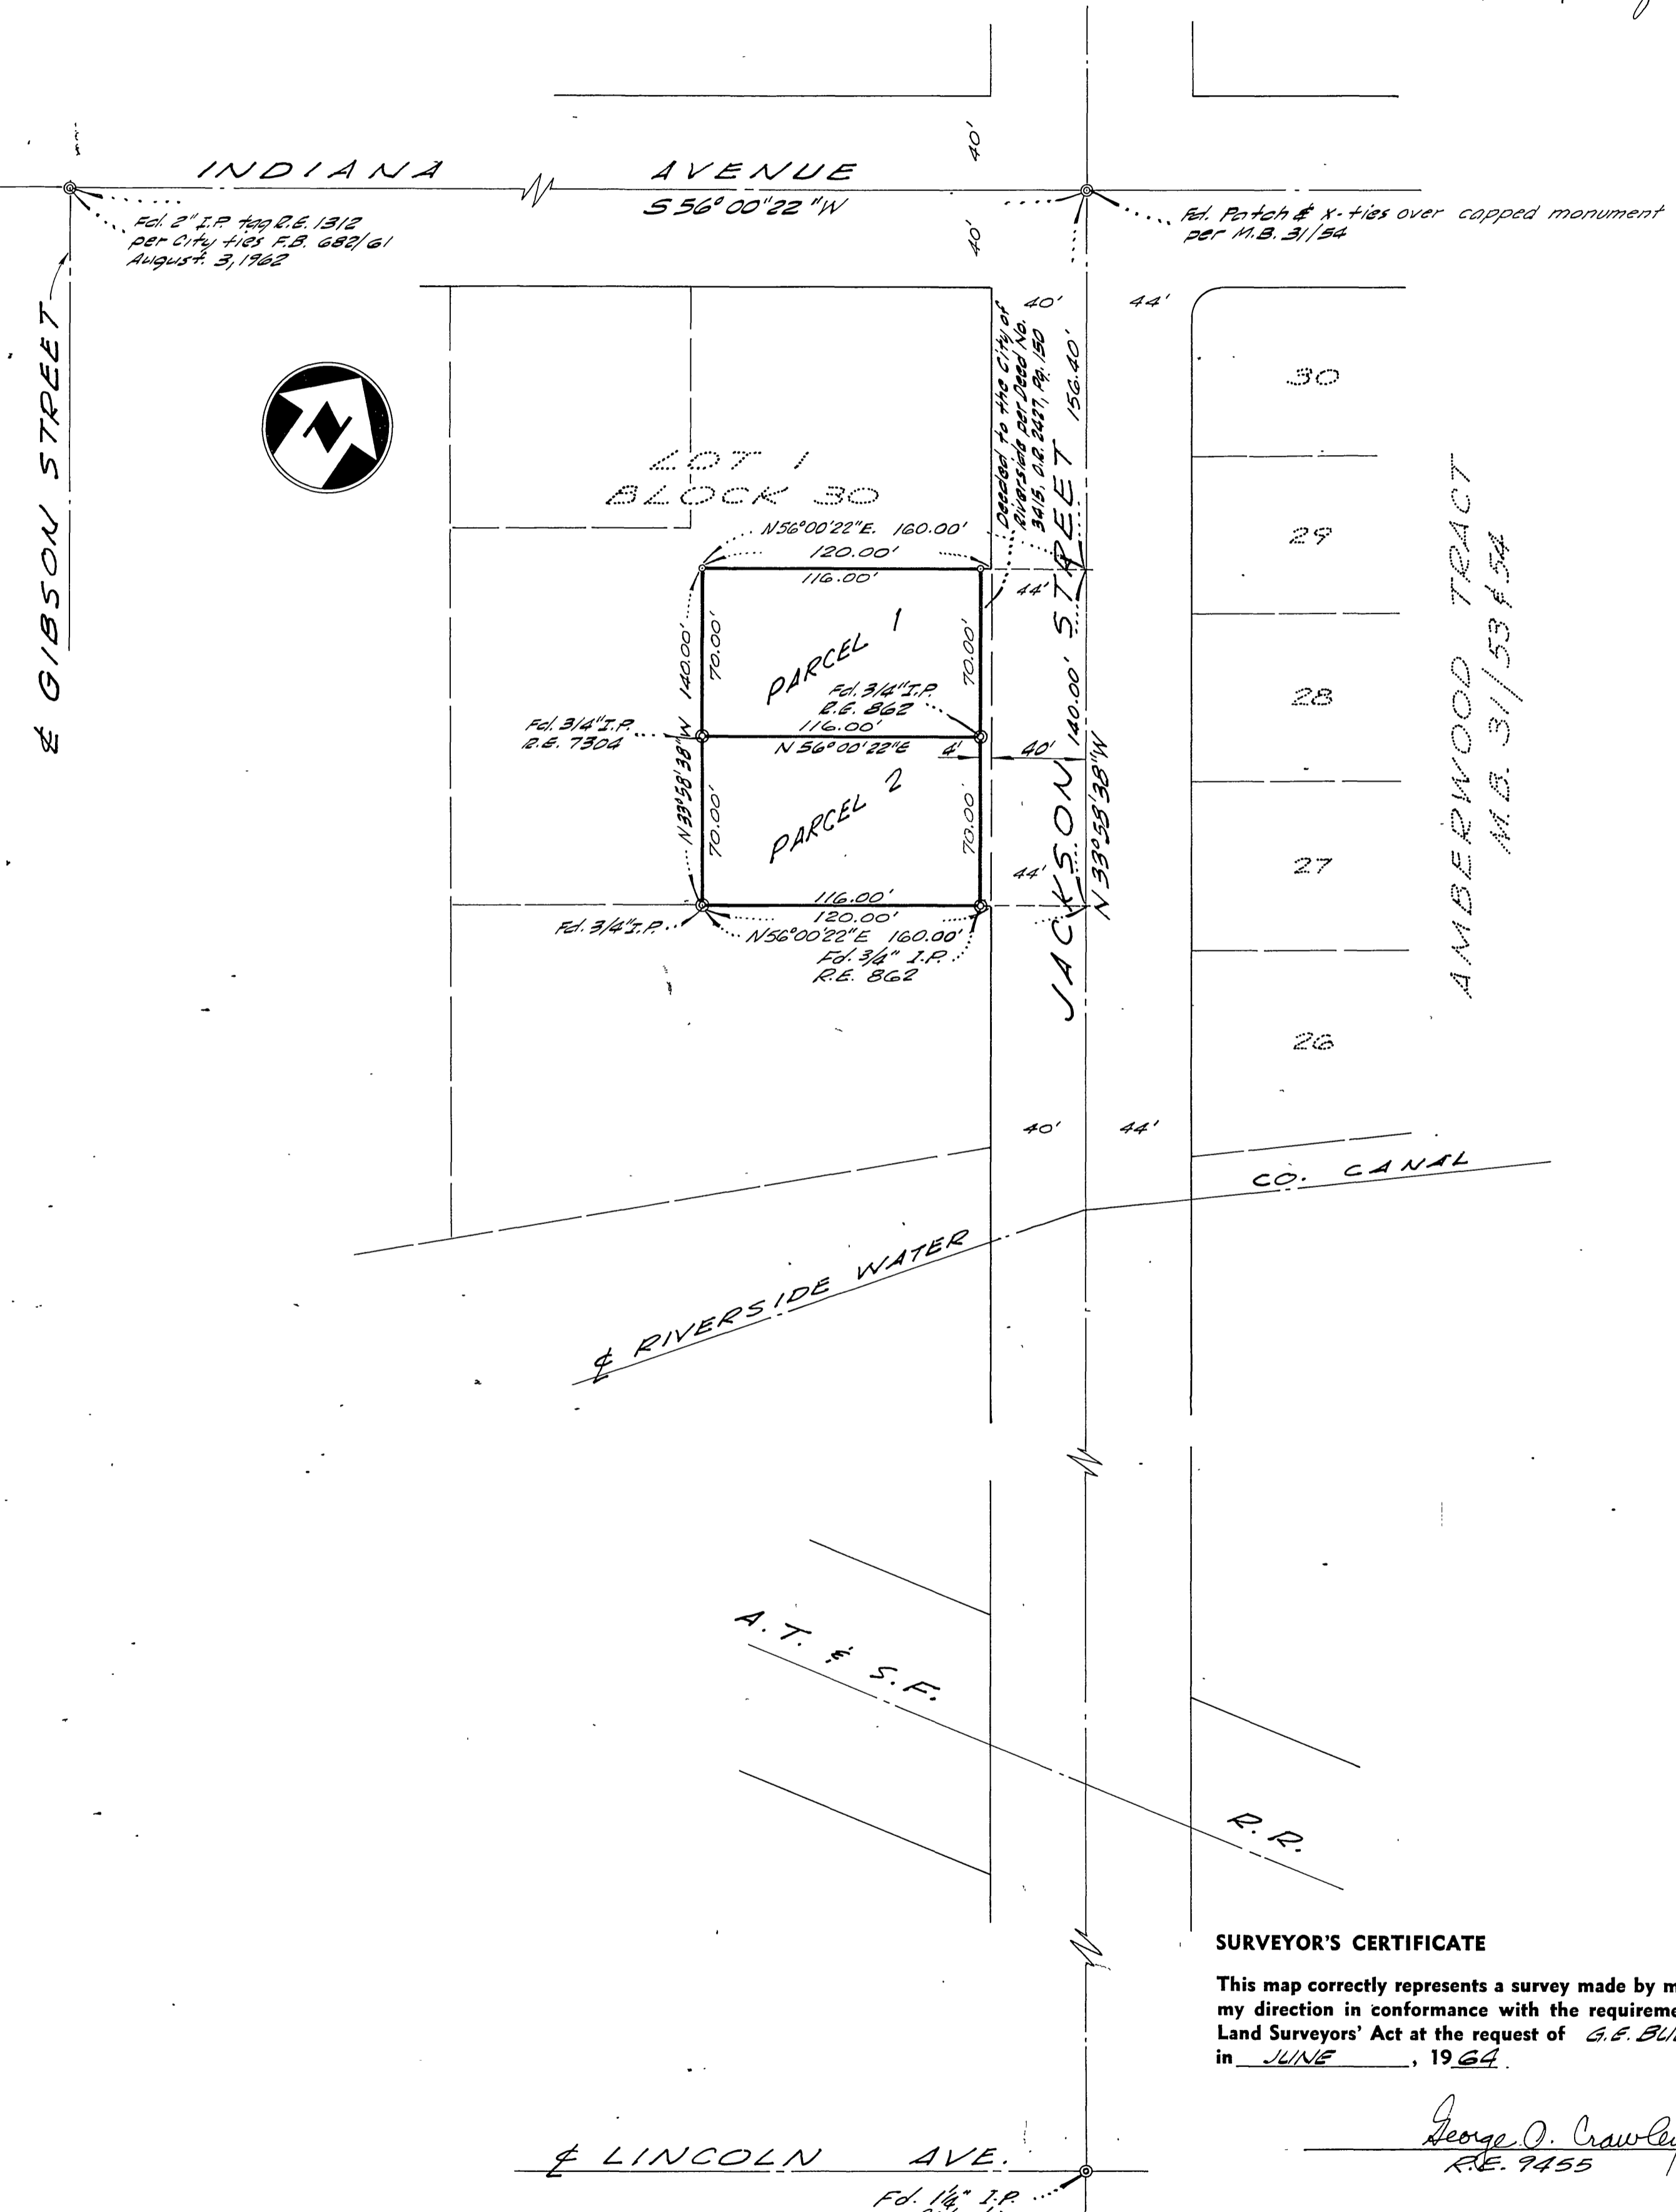 INDIANA AVENUE
S 56° 00' 22 "W
40'
40'
Fd. 2" I.P. tag R.E. 1312
per City ties F.B. 682/61
August 3, 1962
Fd. Patch & X-ties over capped monument
per M.B. 31/54
℄ GIBSON STREET
40' 44'
Deeded to the City of
Riverside per Deed No.
3415, O.R. 2427, Pg. 150
156.40'
30
LOT 1
BLOCK 30
29
N56°00'22"E. 160.00'
120.00'
116.00'
44'
PARCEL 1
140.00'
70.00'
70.00'
140.00'
28
Fd. 3/4" I.P.
R.E. 862
Fd. 3/4" I.P.
R.E. 7304
116.00'
N 56°00'22"E
4' 40'
N33°58'38"W
PARCEL 2
70.00'
70.00'
JACKSON STREET
N 33°58'38"W
27
44'
116.00'
120.00'
N56°00'22"E 160.00'
Fd. 3/4" I.P.
Fd. 3/4" I.P.
R.E. 862
AMBERWOOD TRACT
M.B. 31/53 & 54
26
40' 44'
℄ RIVERSIDE WATER CO. CANAL
A.T. & S.F. R.R.
SURVEYOR'S CERTIFICATE
This map correctly represents a survey made by
my direction in conformance with the
Land Surveyors' Act at the request of G.E.
in JUNE, 1964.
George O. Crawley
R.E. 9455
℄ LINCOLN AVE.
Fd. 1¼" I.P.